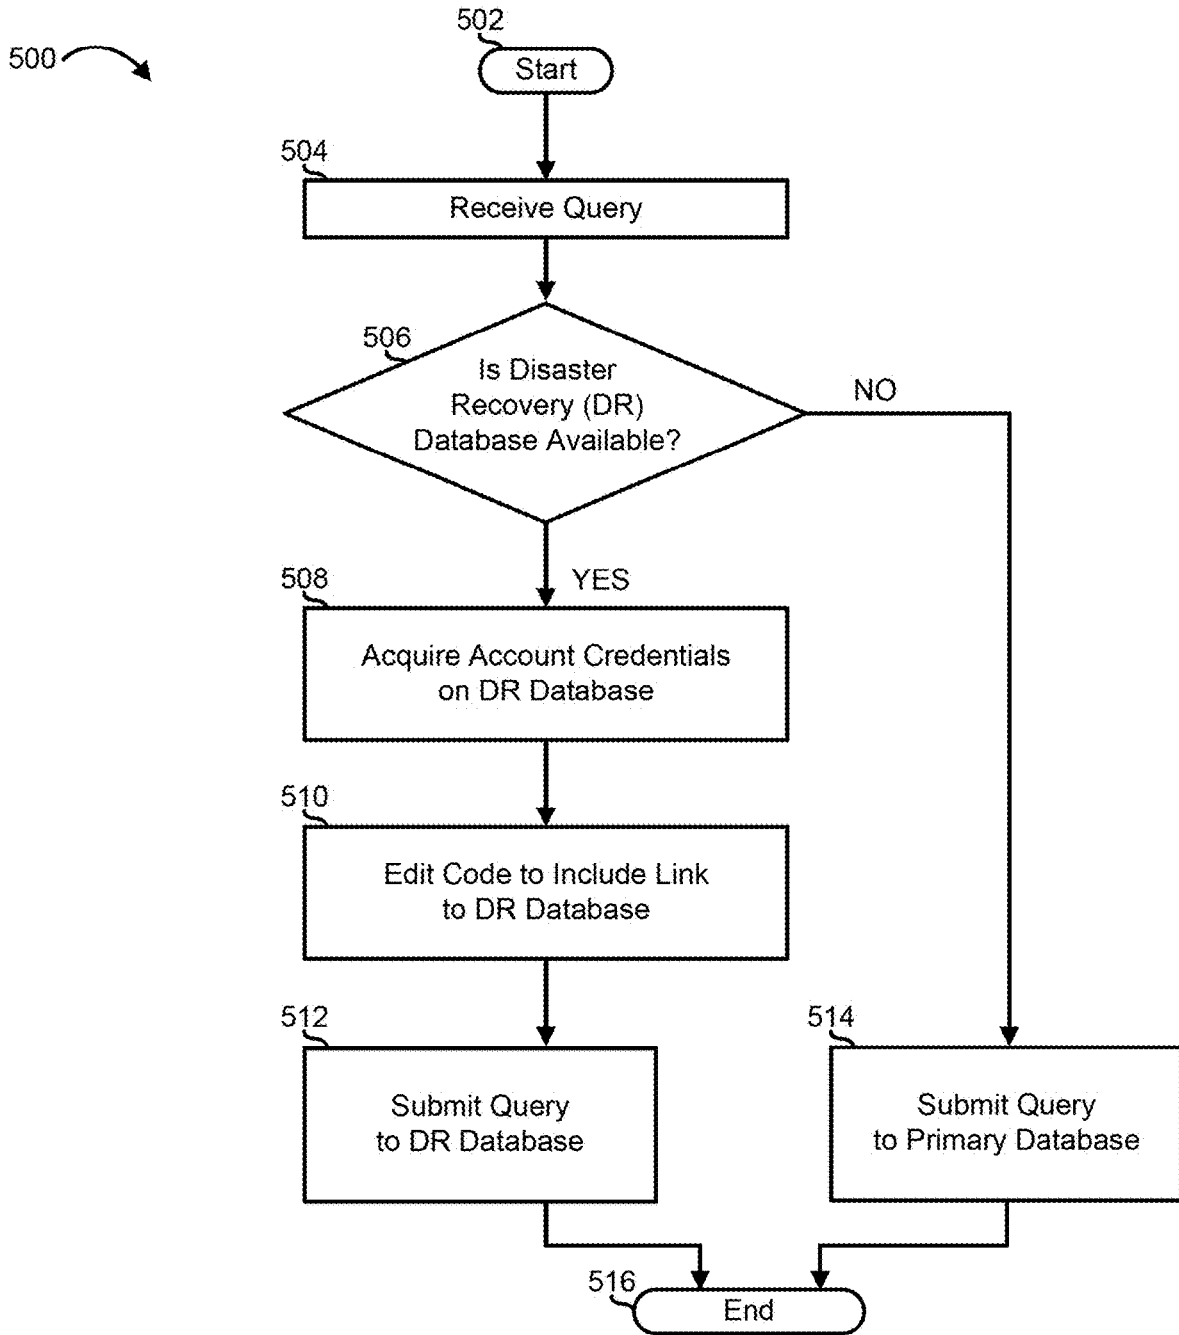 500
502
Start
504
Receive Query
506
Is Disaster
Recovery (DR)
Database Available?
NO
YES
508
Acquire Account Credentials
on DR Database
510
Edit Code to Include Link
to DR Database
512
Submit Query
to DR Database
514
Submit Query
to Primary Database
516
End